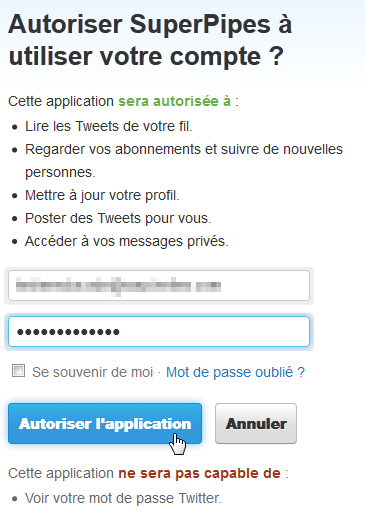 Autoriser SuperPipes à
utiliser votre compte ?
Cette application sera autorisée à :
Lire les Tweets de votre fil.
Regarder vos abonnements et suivre de nouvelles
personnes.
Mettre à jour votre profil.
Poster des Tweets pour vous.
Accéder à vos messages privés.
Se souvenir de moi · Mot de passe oublié ?
Autoriser l'application Annuler
Cette application ne sera pas capable de :
Voir votre mot de passe Twitter.